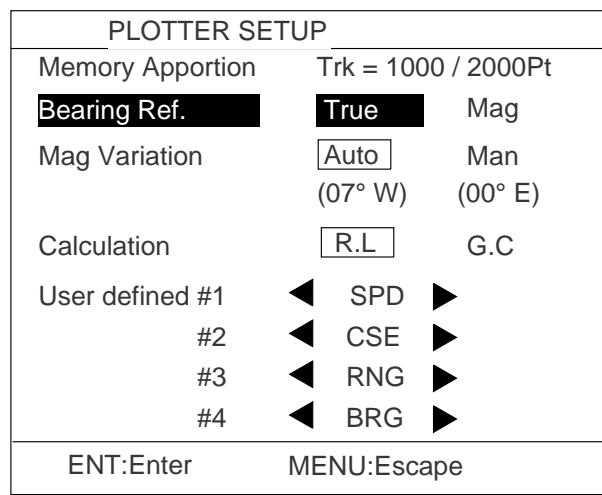 PLOTTER SETUP
Memory Apportion Trk = 1000 / 2000Pt
Bearing Ref. True Mag
Mag Variation Auto Man
(07° W) (00° E)
Calculation R.L G.C
User defined #1 SPD
#2 CSE
#3 RNG
#4 BRG
ENT:Enter MENU:Escape